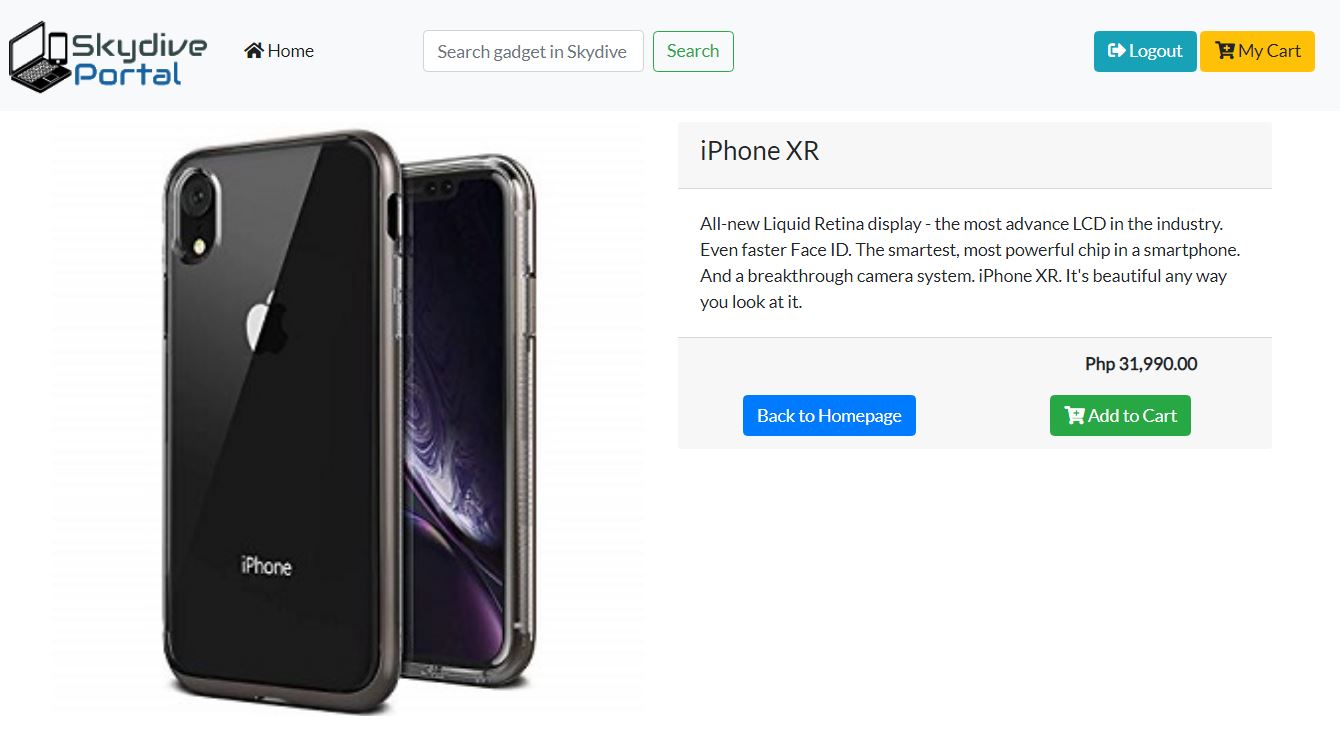 Skydive
Portal
Home
Search gadget in Skydive
Search
Logout
My Cart
iPhone
iPhone XR
All-new Liquid Retina display - the most advance LCD in the industry.
Even faster Face ID. The smartest, most powerful chip in a smartphone.
And a breakthrough camera system. iPhone XR. It's beautiful any way
you look at it.
Php 31,990.00
Back to Homepage
Add to Cart